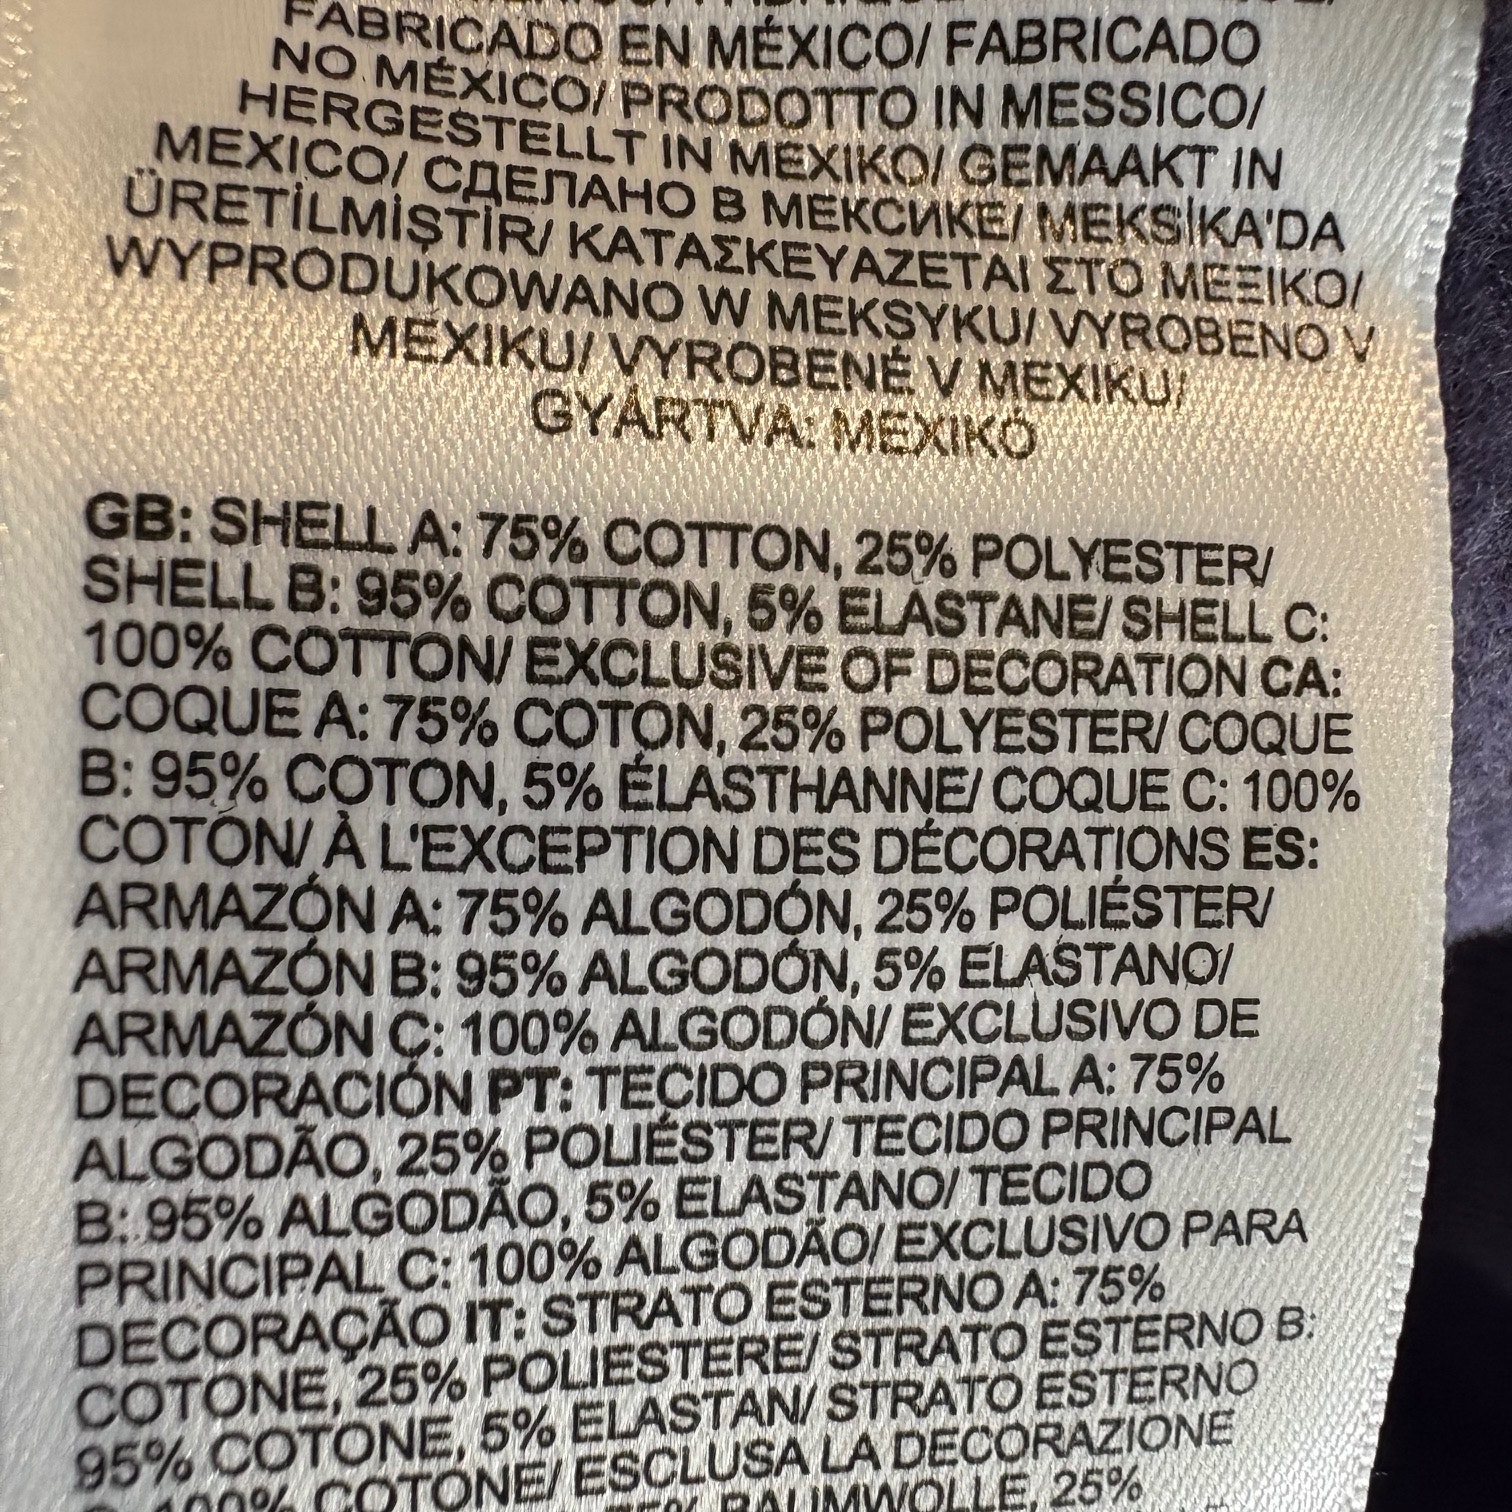 FABRICADO EN MÉXICO/ FABRICADO
NO MÉXICO/ PRODOTTO IN MESSICO/
HERGESTELLT IN MEXIKO/ GEMAAKT IN
MEXICO/ СДЕЛАНО В МЕКСИКЕ/ MEKSİKA'DA
ÜRETİLMİŞTİR/ ΚΑΤΑΣΚΕΥΑΖΕΤΑΙ ΣΤΟ ΜΕΞΙΚΟ/
WYPRODUKOWANO W MEKSYKU/ VYROBENO V
MEXIKU/ VYROBENÉ V MEXIKU/
GYÁRTVA: MEXIKÓ
GB: SHELL A: 75% COTTON, 25% POLYESTER/
SHELL B: 95% COTTON, 5% ELASTANE/ SHELL C:
100% COTTON/ EXCLUSIVE OF DECORATION CA:
COQUE A: 75% COTON, 25% POLYESTER/ COQUE
B: 95% COTON, 5% ÉLASTHANNE/ COQUE C: 100%
COTON/ À L'EXCEPTION DES DÉCORATIONS ES:
ARMAZÓN A: 75% ALGODÓN, 25% POLIÉSTER/
ARMAZÓN B: 95% ALGODÓN, 5% ELASTANO/
ARMAZÓN C: 100% ALGODÓN/ EXCLUSIVO DE
DECORACIÓN PT: TECIDO PRINCIPAL A: 75%
ALGODÃO, 25% POLIÉSTER/ TECIDO PRINCIPAL
B: 95% ALGODÃO, 5% ELASTANO/ TECIDO
PRINCIPAL C: 100% ALGODÃO/ EXCLUSIVO PARA
DECORAÇÃO IT: STRATO ESTERNO A: 75%
COTONE, 25% POLIESTERE/ STRATO ESTERNO B:
95% COTONE, 5% ELASTAN/ STRATO ESTERNO
C: 100% COTONE/ ESCLUSA LA DECORAZIONE
75% BAUMWOLLE, 25%